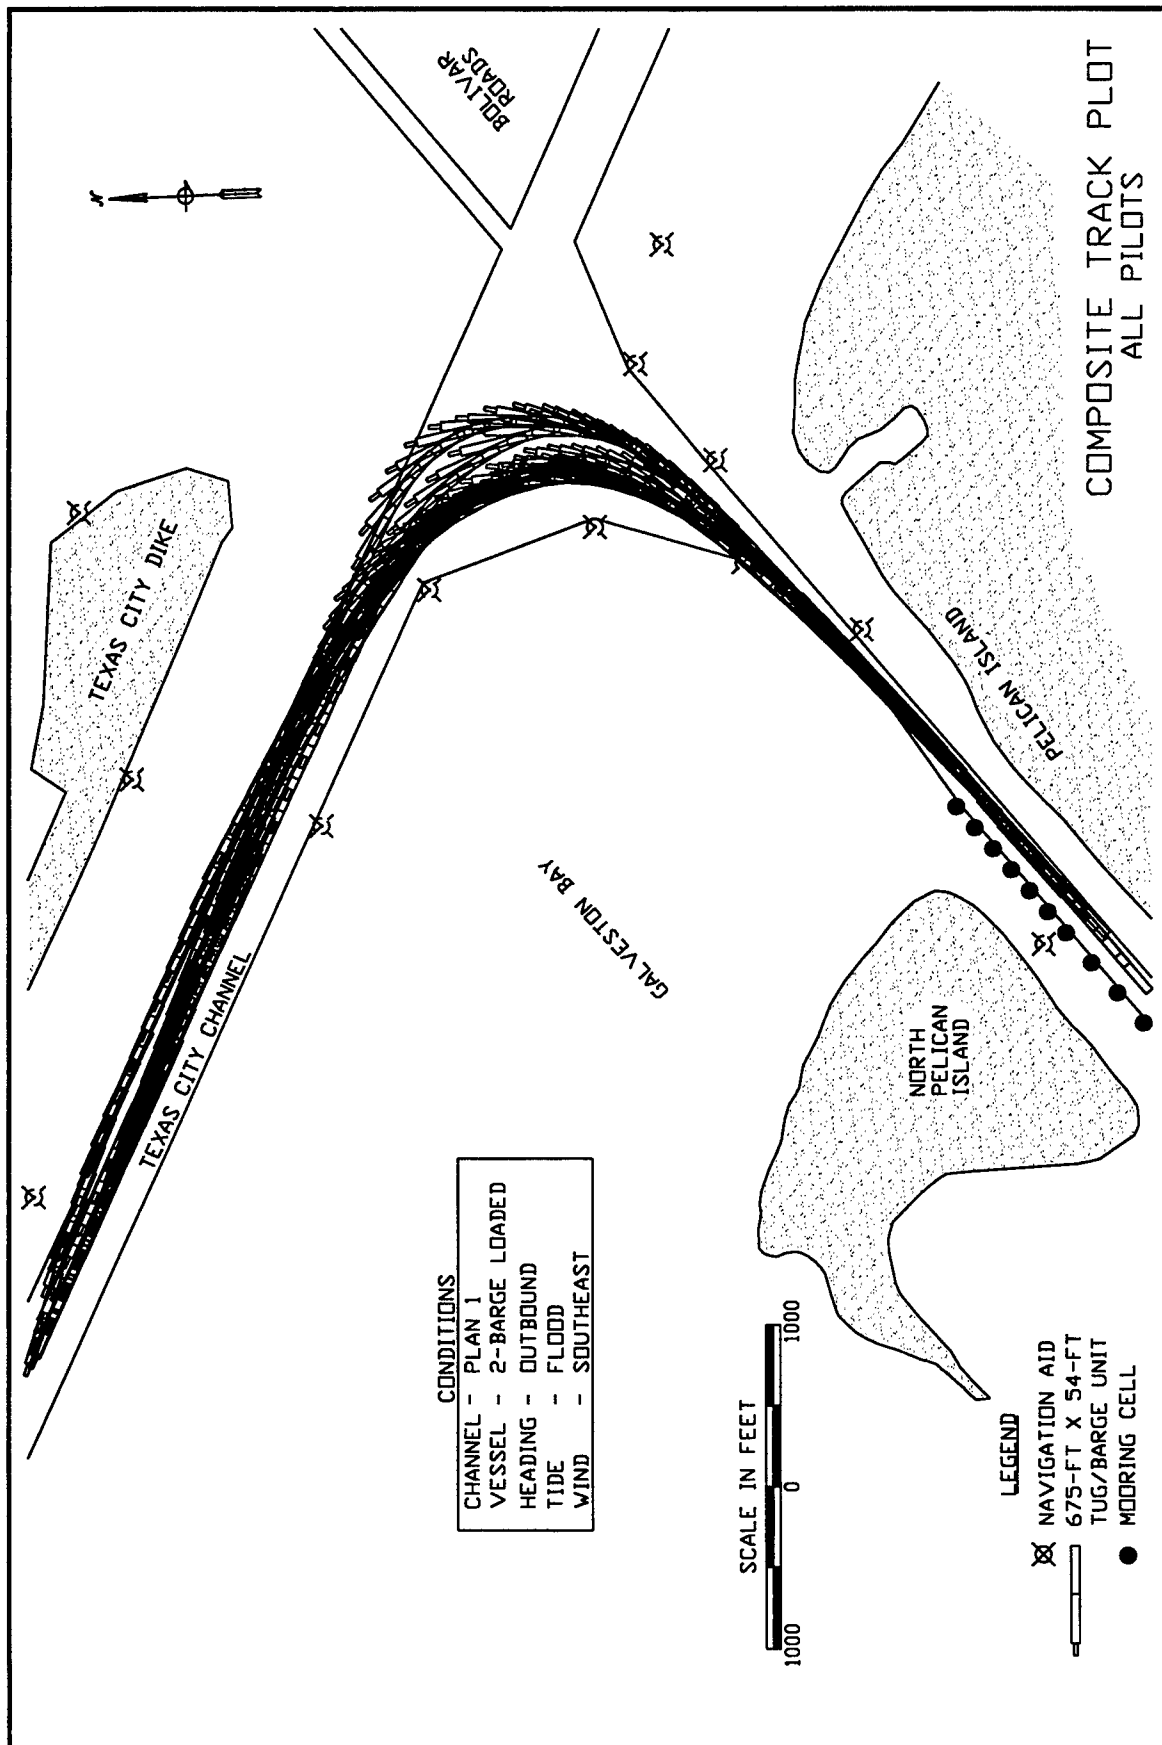 N
BOLIVAR
ROADS
TEXAS CITY DIKE
TEXAS CITY CHANNEL
GALVESTON BAY
PELICAN ISLAND
NORTH
PELICAN
ISLAND
CONDITIONS
CHANNEL - PLAN 1
VESSEL - 2-BARGE LOADED
HEADING - OUTBOUND
TIDE - FLOOD
WIND - SOUTHEAST
SCALE IN FEET
1000 0 1000
LEGEND
NAVIGATION AID
675-FT X 54-FT
TUG/BARGE UNIT
MOORING CELL
COMPOSITE TRACK PLOT
ALL PILOTS